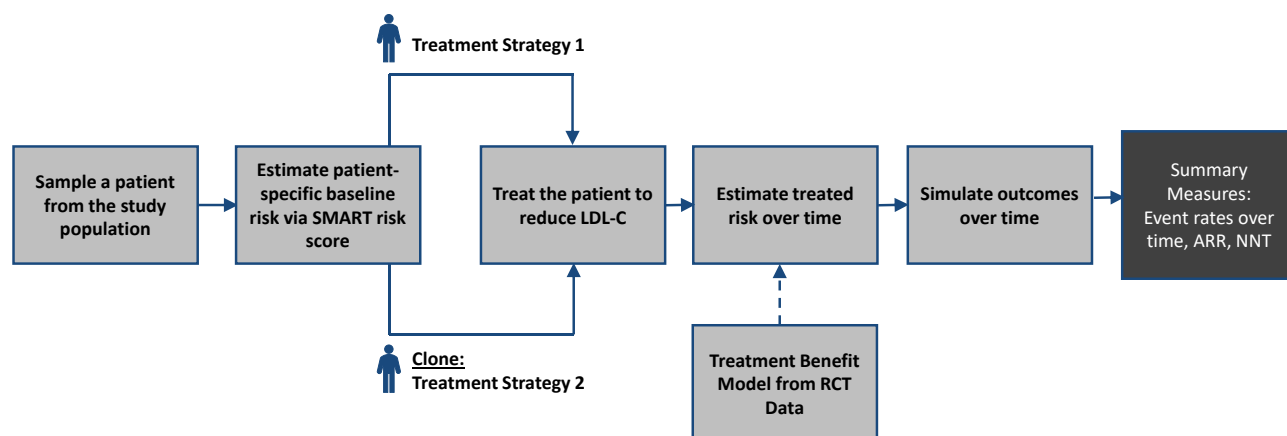 Treatment Strategy 1
Sample a patient
from the study
population
Estimate patient-
specific baseline
risk via SMART risk
score
Treat the patient to
reduce LDL-C
Estimate treated
risk over time
Simulate outcomes
over time
Summary
Measures:
Event rates over
time, ARR, NNT
Clone:
Treatment Strategy 2
Treatment Benefit
Model from RCT
Data